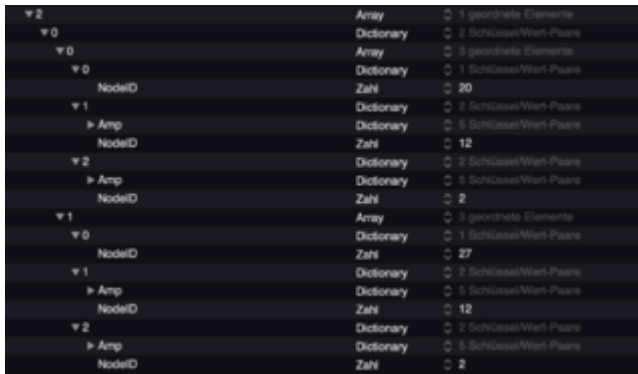 ▼ 2 Array 1 geordnete Elemente
▼ 0 Dictionary 2 Schlüssel/Wert-Paare
▼ 0 Array 3 geordnete Elemente
▼ 0 Dictionary 1 Schlüssel/Wert-Paare
NodeID Zahl 20
▼ 1 Dictionary 2 Schlüssel/Wert-Paare
▶ Amp Dictionary 5 Schlüssel/Wert-Paare
NodeID Zahl 12
▼ 2 Dictionary 2 Schlüssel/Wert-Paare
▶ Amp Dictionary 5 Schlüssel/Wert-Paare
NodeID Zahl 2
▼ 1 Array 3 geordnete Elemente
▼ 0 Dictionary 1 Schlüssel/Wert-Paare
NodeID Zahl 27
▼ 1 Dictionary 2 Schlüssel/Wert-Paare
▶ Amp Dictionary 5 Schlüssel/Wert-Paare
NodeID Zahl 12
▼ 2 Dictionary 2 Schlüssel/Wert-Paare
▶ Amp Dictionary 5 Schlüssel/Wert-Paare
NodeID Zahl 2